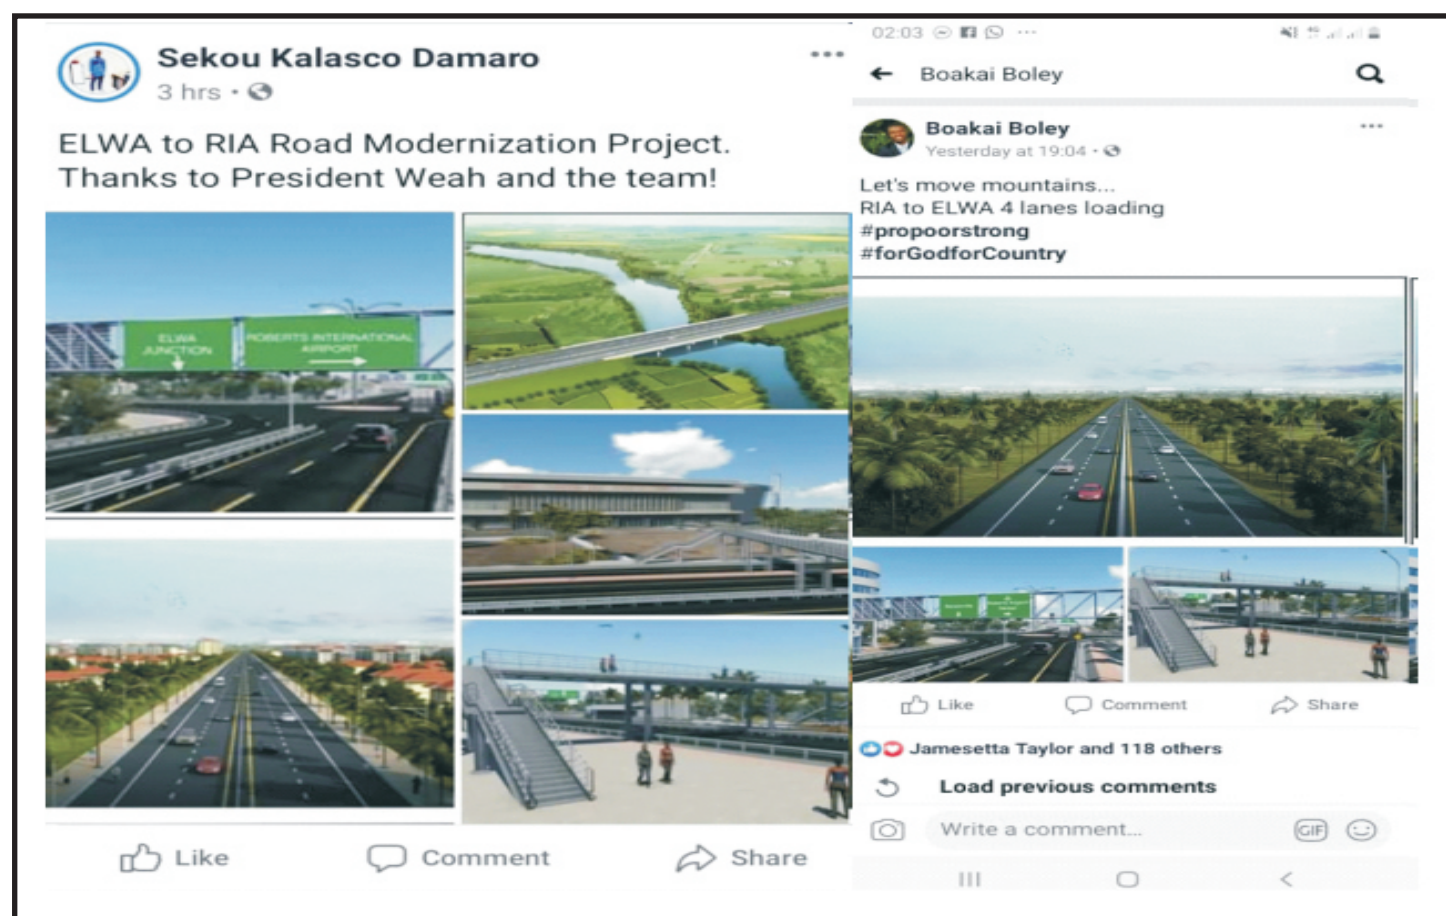 Sekou Kalasco Damaro
3 hrs
ELWA to RIA Road Modernization Project.
Thanks to President Weah and the team!
ELWA
JUNCTION
ROBERTS INTERNATIONAL
AIRPORT
Like
Comment
Share
02:03
Boakai Boley
Boakai Boley
Yesterday at 19:04
Let's move mountains...
RIA to ELWA 4 lanes loading
#propoorstrong
#forGodforCountry
Like
Comment
Share
Jamesetta Taylor and 118 others
Load previous comments
Write a comment...
GIF